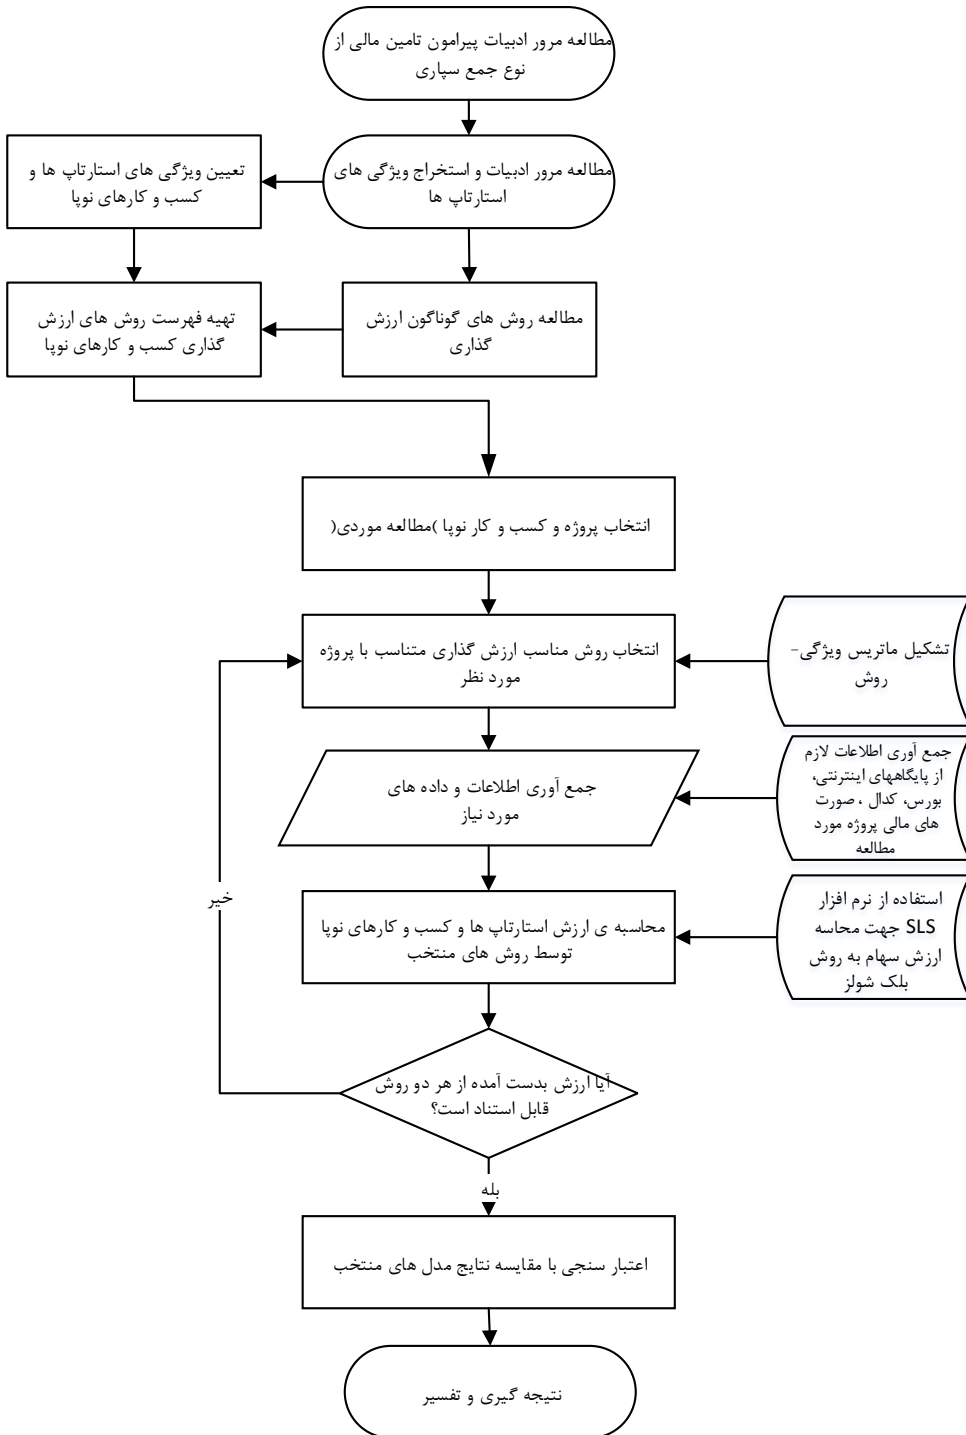 مطالعه مرور ادبیات پیرامون تامین مالی از
نوع جمع سپاری
مطالعه مرور ادبیات و استخراج ویژگی های
استارتاپ ها
تعیین ویژگی های استارتاپ ها و
کسب و کارهای نوپا
مطالعه روش های گوناگون ارزش
گذاری
تهیه فهرست روش های ارزش
گذاری کسب و کارهای نوپا
انتخاب پروژه و کسب و کار نوپا )مطالعه موردی(
انتخاب روش مناسب ارزش گذاری متناسب با پروژه
مورد نظر
تشکیل ماتریس ویژگی-
روش
جمع آوری اطلاعات و داده های
مورد نیاز
جمع آوری اطلاعات لازم
از پایگاههای اینترنتی،
بورس، کدال ، صورت
های مالی پروژه مورد
مطالعه
محاسبه ی ارزش استارتاپ ها و کسب و کارهای نوپا
توسط روش های منتخب
استفاده از نرم افزار
SLS جهت محاسه
ارزش سهام به روش
بلک شولز
خیر
آیا ارزش بدست آمده از هر دو روش
قابل استناد است؟
بله
اعتبار سنجی با مقایسه نتایج مدل های منتخب
نتیجه گیری و تفسیر